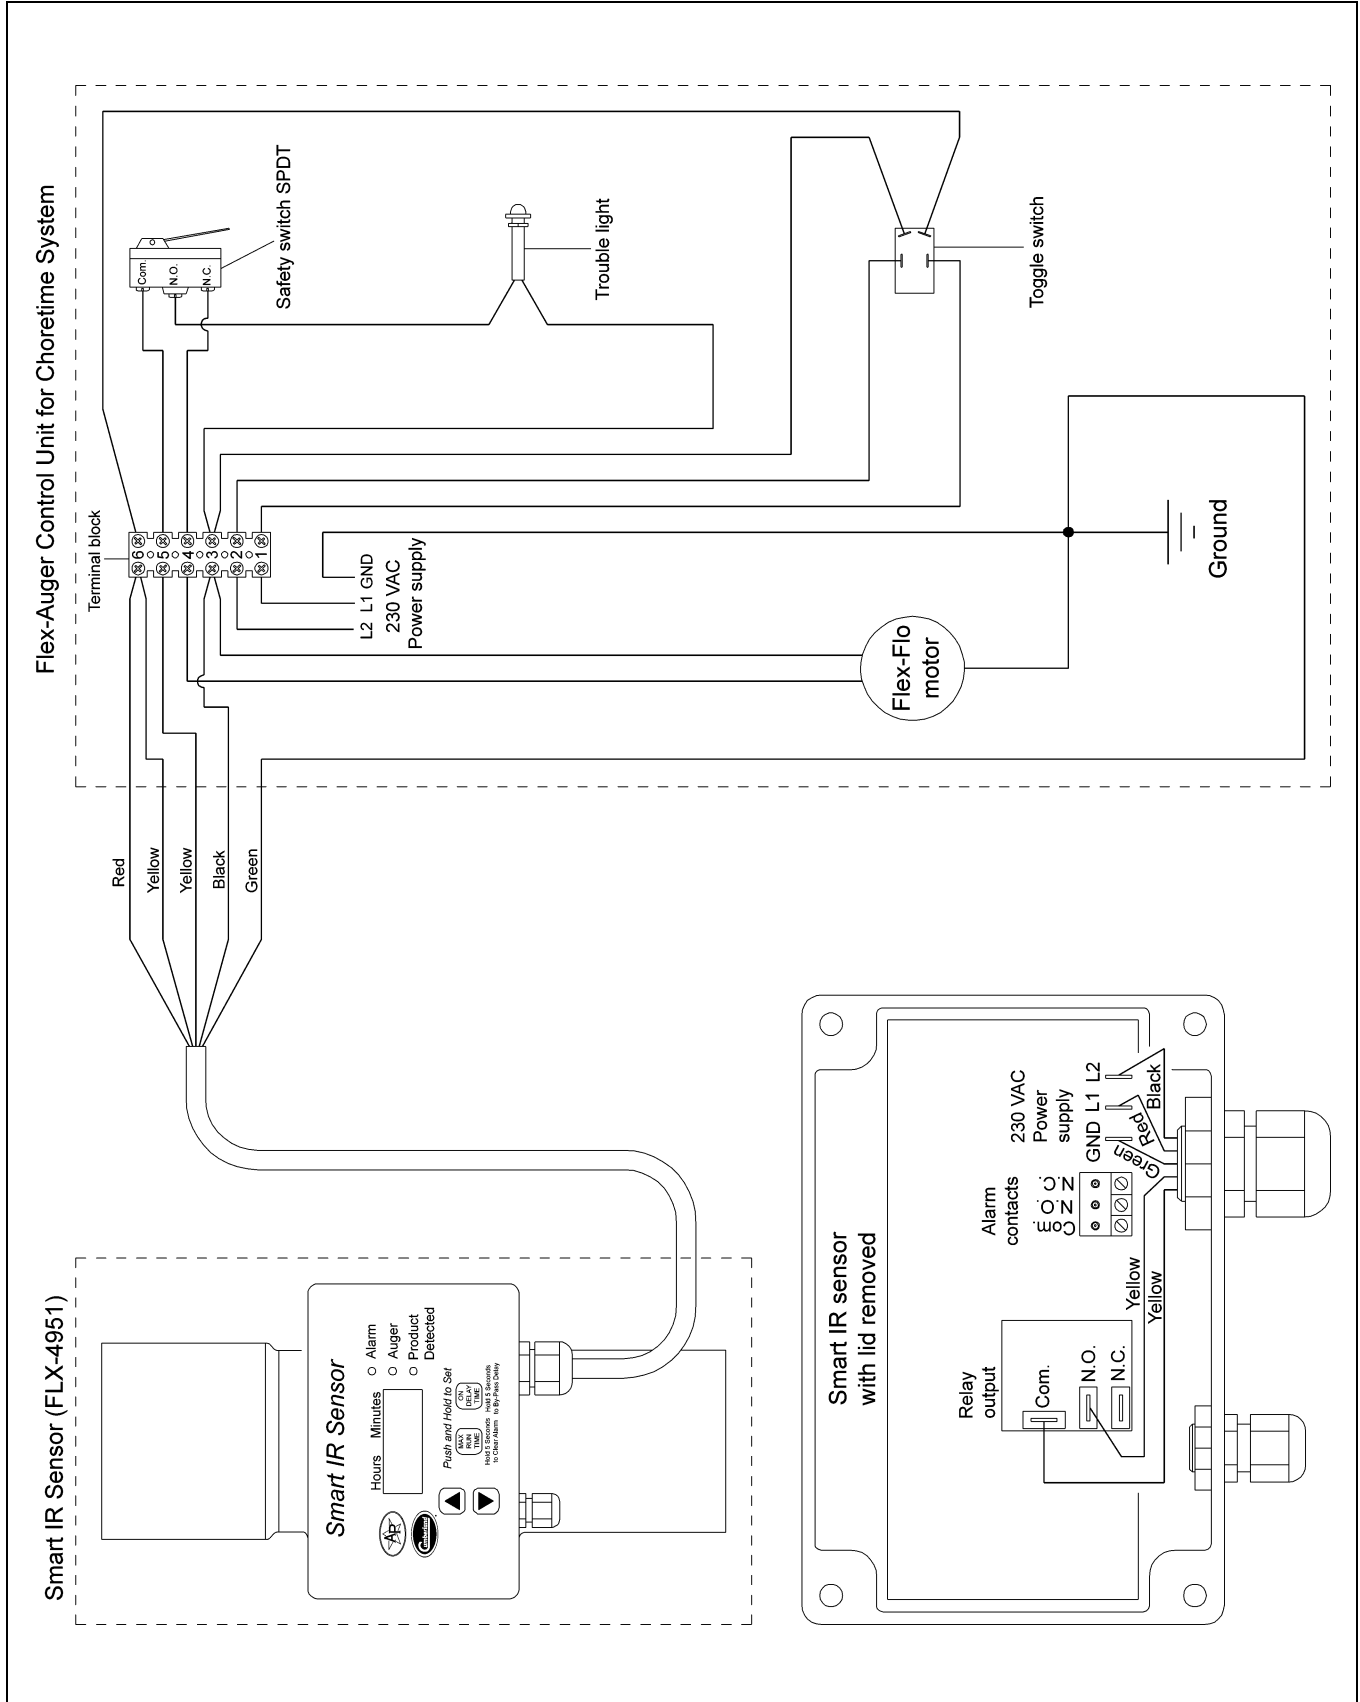 Flex-Auger Control Unit for Choretime System
Terminal block
6
5
4
3
2
1
Com.
N.O.
N.C.
Safety switch SPDT
Trouble light
Toggle switch
L2 L1 GND
230 VAC
Power supply
Flex-Flo
motor
Ground
Red
Yellow
Yellow
Black
Green
Smart IR Sensor (FLX-4951)
Smart IR Sensor
Hours Minutes
Alarm
Auger
Product
Detected
AP
Cumberland
Push and Hold to Set
MAX
RUN
TIME
Hold 5 Seconds
to Clear Alarm
ON
DELAY
TIME
Hold 5 Seconds
to By-Pass Delay
Smart IR sensor
with lid removed
Relay
output
Com.
N.O.
N.C.
Alarm
contacts
Com.
N.O.
N.C.
230 VAC
Power
supply
GND L1 L2
Green
Red
Black
Yellow
Yellow